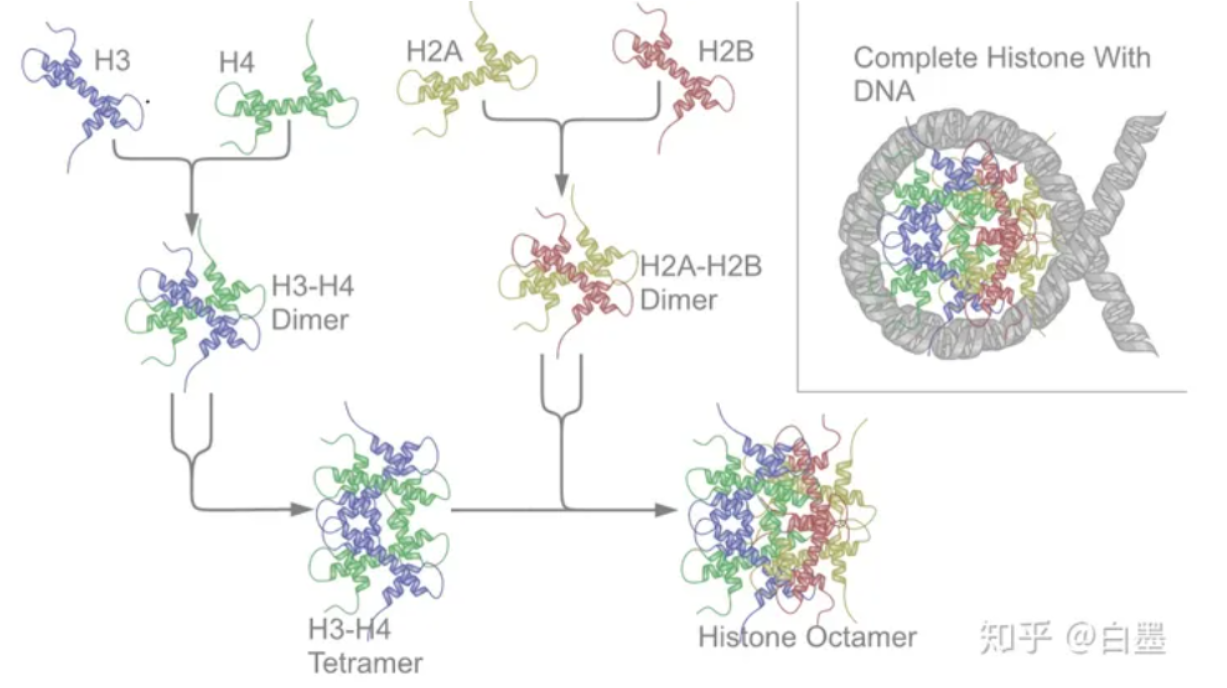 H3
H4
H2A
H2B
Complete Histone With
DNA
H3-H4
Dimer
H2A-H2B
Dimer
H3-H4
Tetramer
Histone Octamer
知乎 @白墨